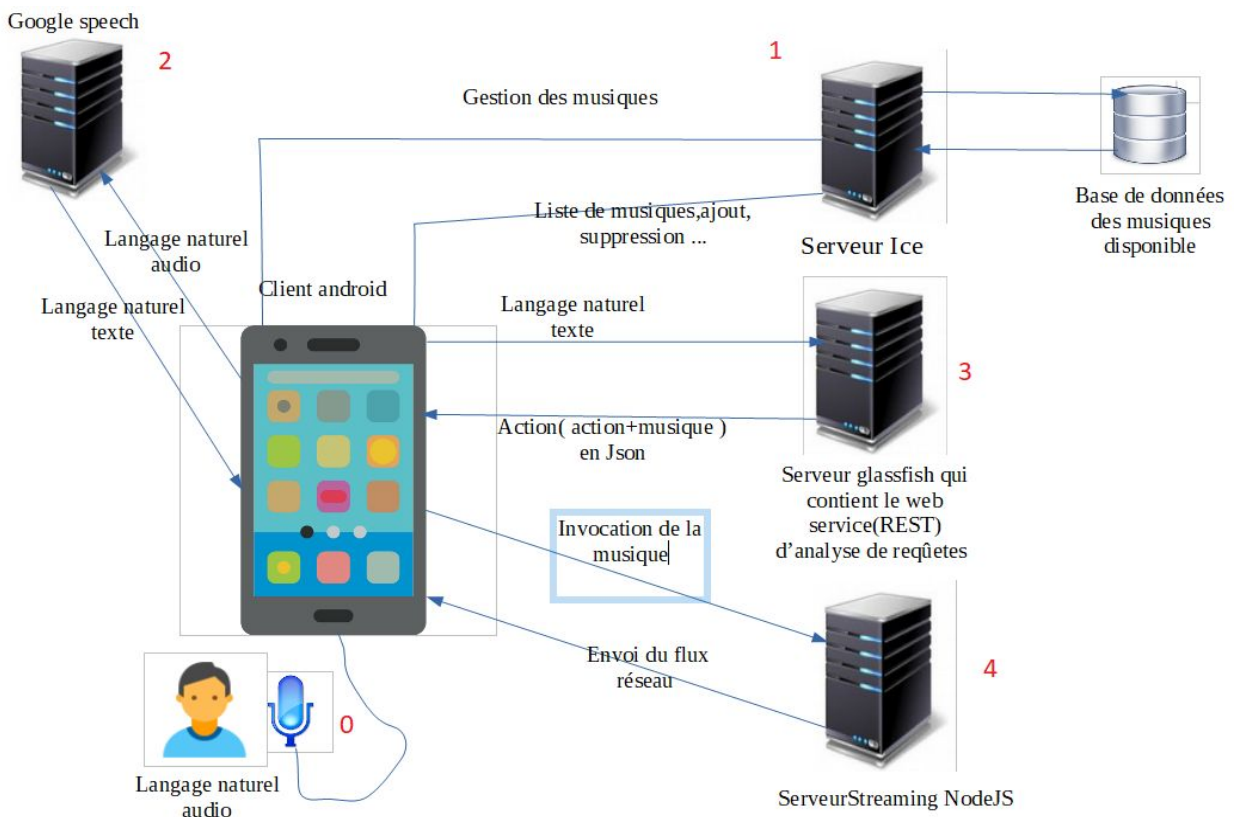 Google speech
2
1
Gestion des musiques
Liste de musiques,ajout,
suppression ...
Serveur Ice
Base de données
des musiques
disponible
Langage naturel
audio
Langage naturel
texte
Client android
Langage naturel
texte
3
Action( action+musique )
en Json
Serveur glassfish qui
contient le web
service(REST)
d’analyse de reqûetes
Invocation de la
musique
Envoi du flux
réseau
4
0
Langage naturel
audio
ServeurStreaming NodeJS